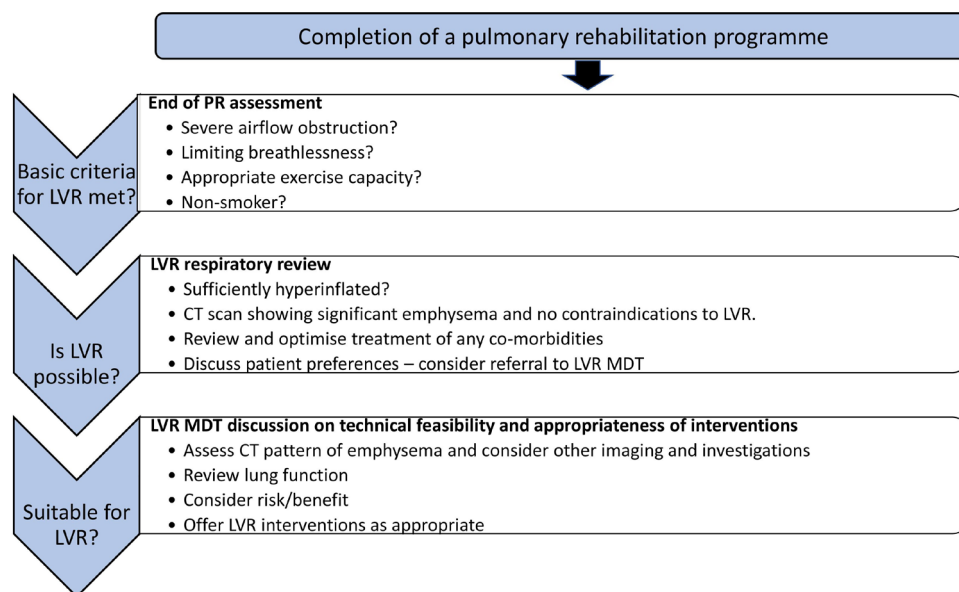 Completion of a pulmonary rehabilitation programme
Basic criteria
for LVR met?
End of PR assessment
• Severe airflow obstruction?
• Limiting breathlessness?
• Appropriate exercise capacity?
• Non-smoker?
Is LVR
possible?
LVR respiratory review
• Sufficiently hyperinflated?
• CT scan showing significant emphysema and no contraindications to LVR.
• Review and optimise treatment of any co-morbidities
• Discuss patient preferences – consider referral to LVR MDT
Suitable for
LVR?
LVR MDT discussion on technical feasibility and appropriateness of interventions
• Assess CT pattern of emphysema and consider other imaging and investigations
• Review lung function
• Consider risk/benefit
• Offer LVR interventions as appropriate